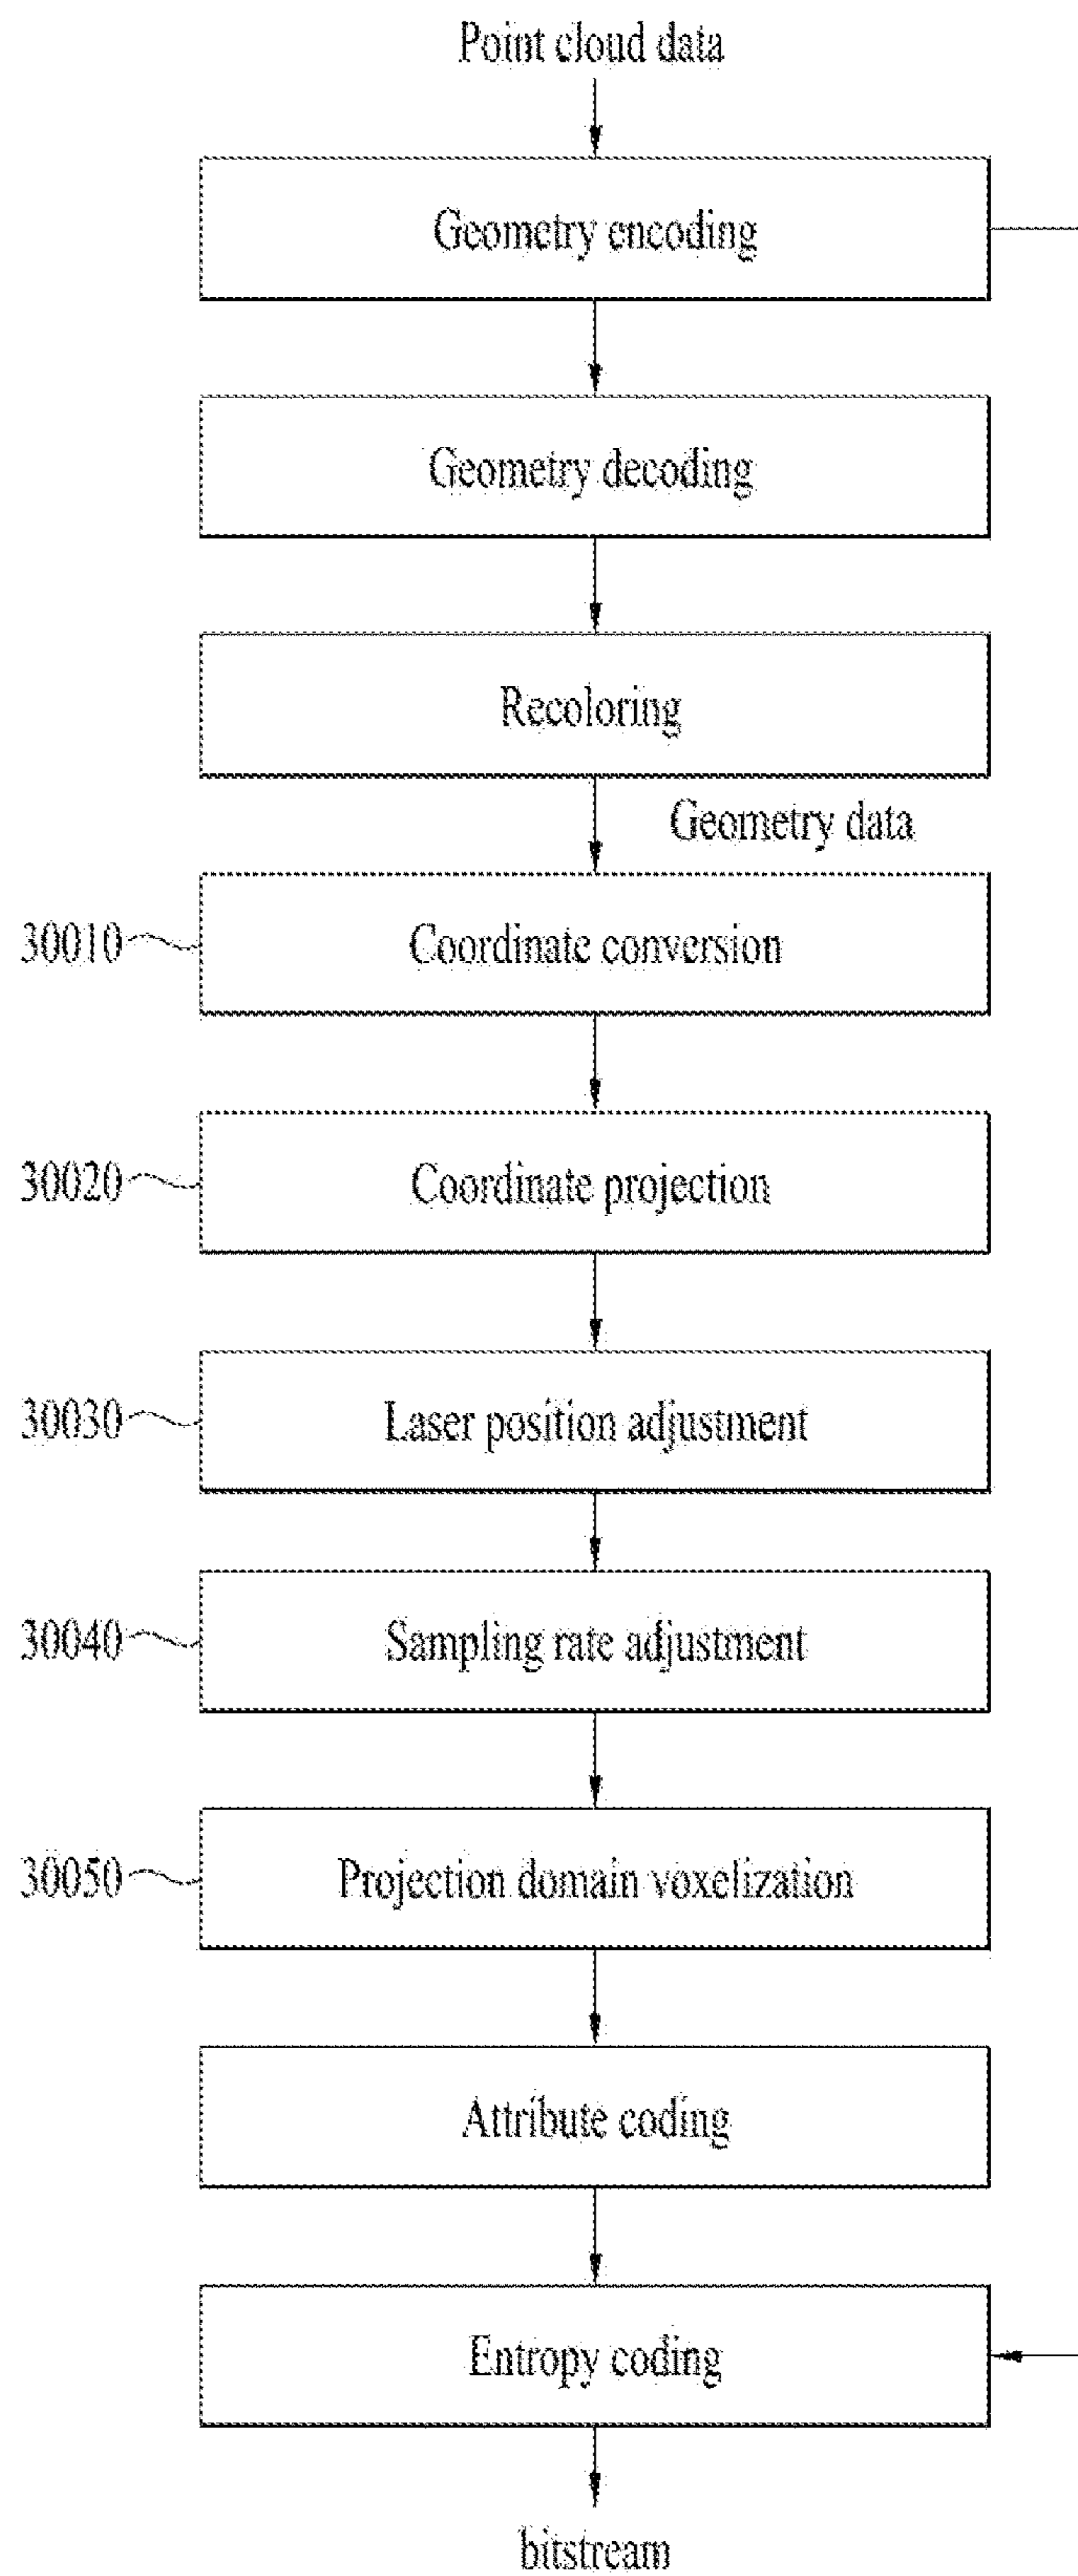 Point cloud data
Geometry encoding
Geometry decoding
Recoloring
Geometry data
30010
Coordinate conversion
30020
Coordinate projection
30030
Laser position adjustment
30040
Sampling rate adjustment
30050
Projection domain voxelization
Attribute coding
Entropy coding
bitstream